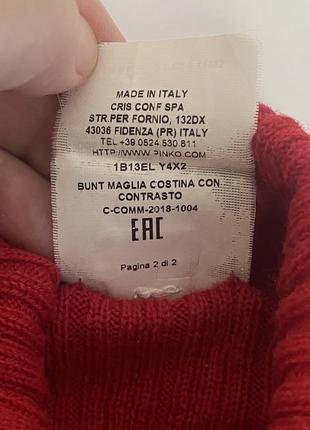 MADE IN ITALY
CRIS CONF SPA
STR.PER FORNIO, 132DX
43036 FIDENZA (PR) ITALY
TEL +39.0524.530.811
HTTP://WWW.PINKO.
1B13EL Y4X2
BUNT MAGLIA COSTINA CON
CONTRASTO
C-COMM-2018-1004
EAC
Pagina 2 di 2